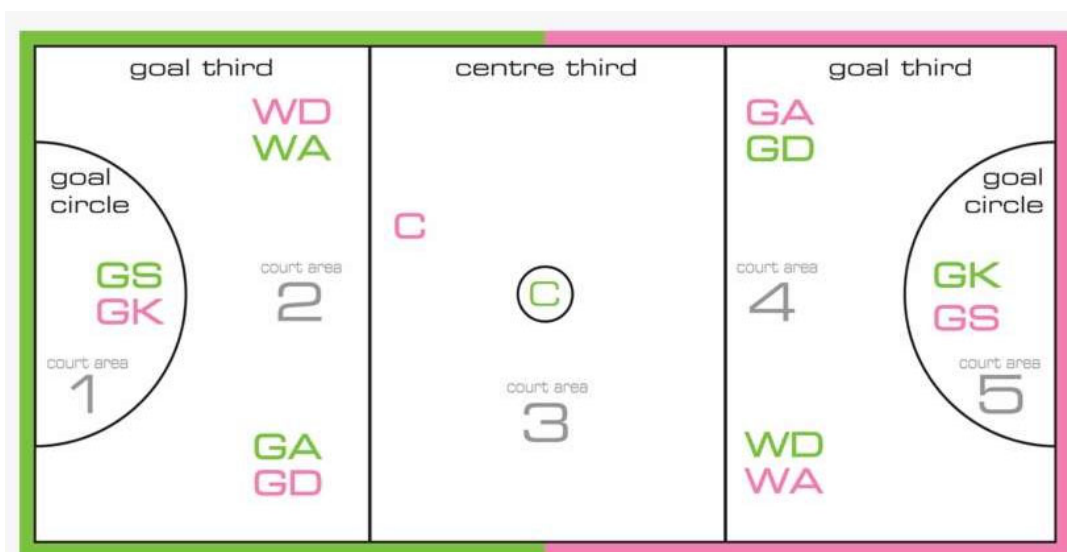 goal third
centre third
goal third
WD
WA
GA
GD
goal
circle
goal
circle
C
GS
GK
court area
2
C
court area
4
GK
GS
court area
1
court area
3
court area
5
GA
GD
WD
WA